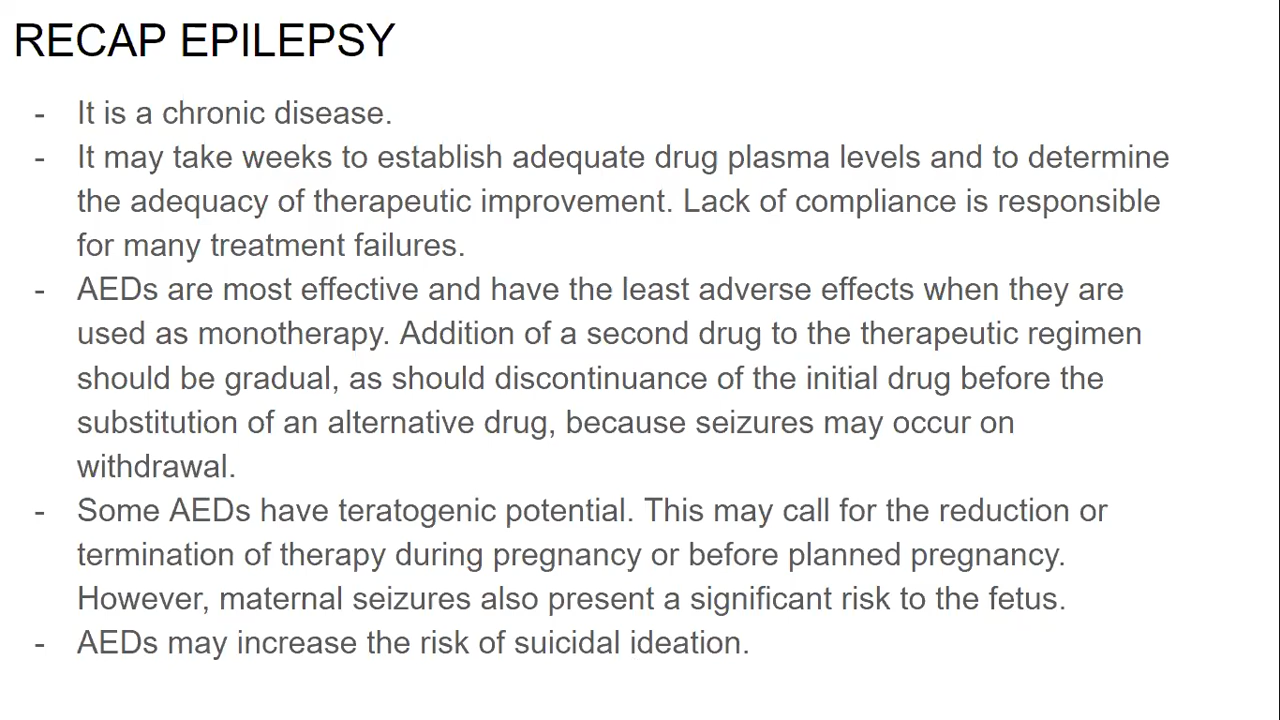 RECAP EPILEPSY
- It is a chronic disease.
- It may take weeks to establish adequate drug plasma levels and to determine
the adequacy of therapeutic improvement. Lack of compliance is responsible
for many treatment failures.
- AEDs are most effective and have the least adverse effects when they are
used as monotherapy. Addition of a second drug to the therapeutic regimen
should be gradual, as should discontinuance of the initial drug before the
substitution of an alternative drug, because seizures may occur on
withdrawal.
- Some AEDs have teratogenic potential. This may call for the reduction or
termination of therapy during pregnancy or before planned pregnancy.
However, maternal seizures also present a significant risk to the fetus.
- AEDs may increase the risk of suicidal ideation.